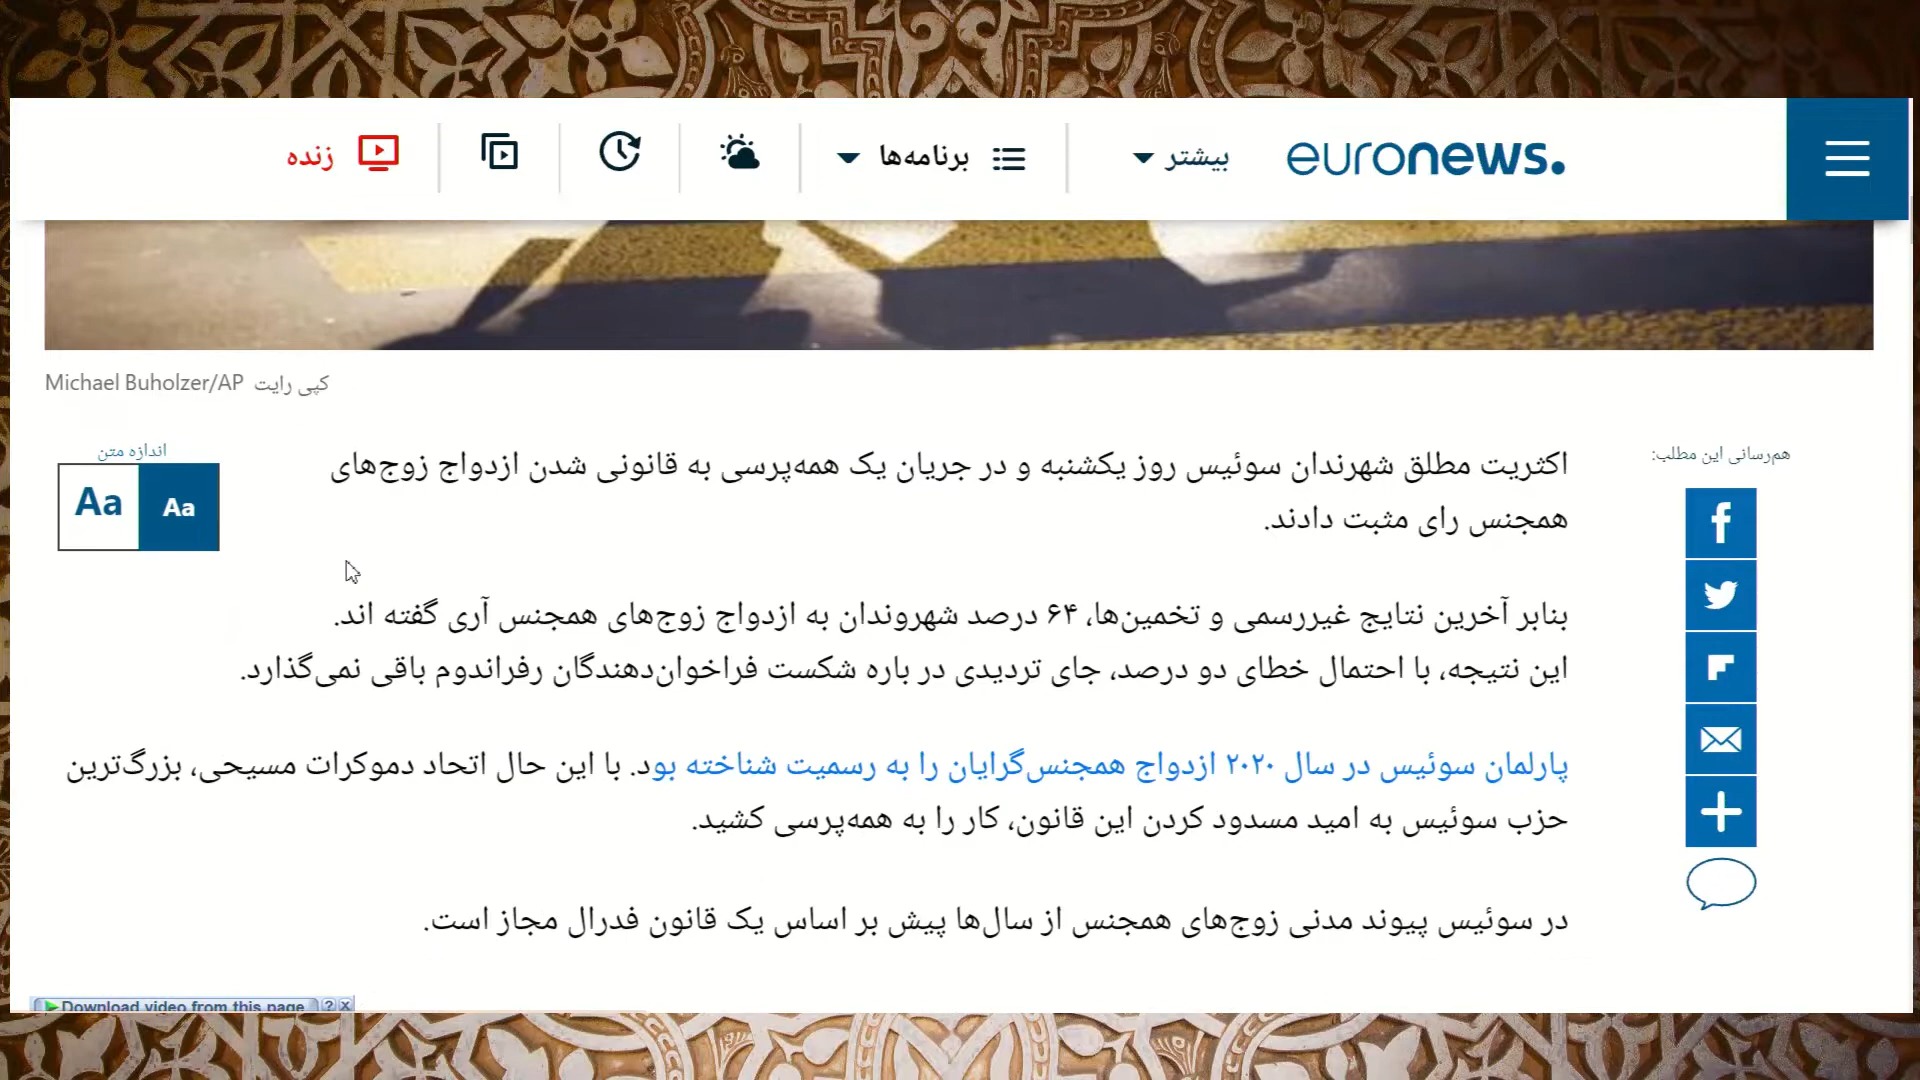 euronews.
بیشتر
برنامه‌ها
زنده
کپی رایت Michael Buholzer/AP
هم‌رسانی این مطلب:
اندازه متن
Aa
Aa
اکثریت مطلق شهرندان سوئیس روز یکشنبه و در جریان یک همه‌پرسی به قانونی شدن ازدواج زوج‌های
همجنس رای مثبت دادند.
بنابر آخرین نتایج غیررسمی و تخمین‌ها، ۶۴ درصد شهروندان به ازدواج زوج‌های همجنس آری گفته اند.
این نتیجه، با احتمال خطای دو درصد، جای تردیدی در باره شکست فراخوان‌دهندگان رفراندوم باقی نمی‌گذارد.
پارلمان سوئیس در سال ۲۰۲۰ ازدواج همجنس‌گرایان را به رسمیت شناخته بود. با این حال اتحاد دموکرات مسیحی، بزرگ‌ترین
حزب سوئیس به امید مسدود کردن این قانون، کار را به همه‌پرسی کشید.
در سوئیس پیوند مدنی زوج‌های همجنس از سال‌ها پیش بر اساس یک قانون فدرال مجاز است.
Download video from this page ? x